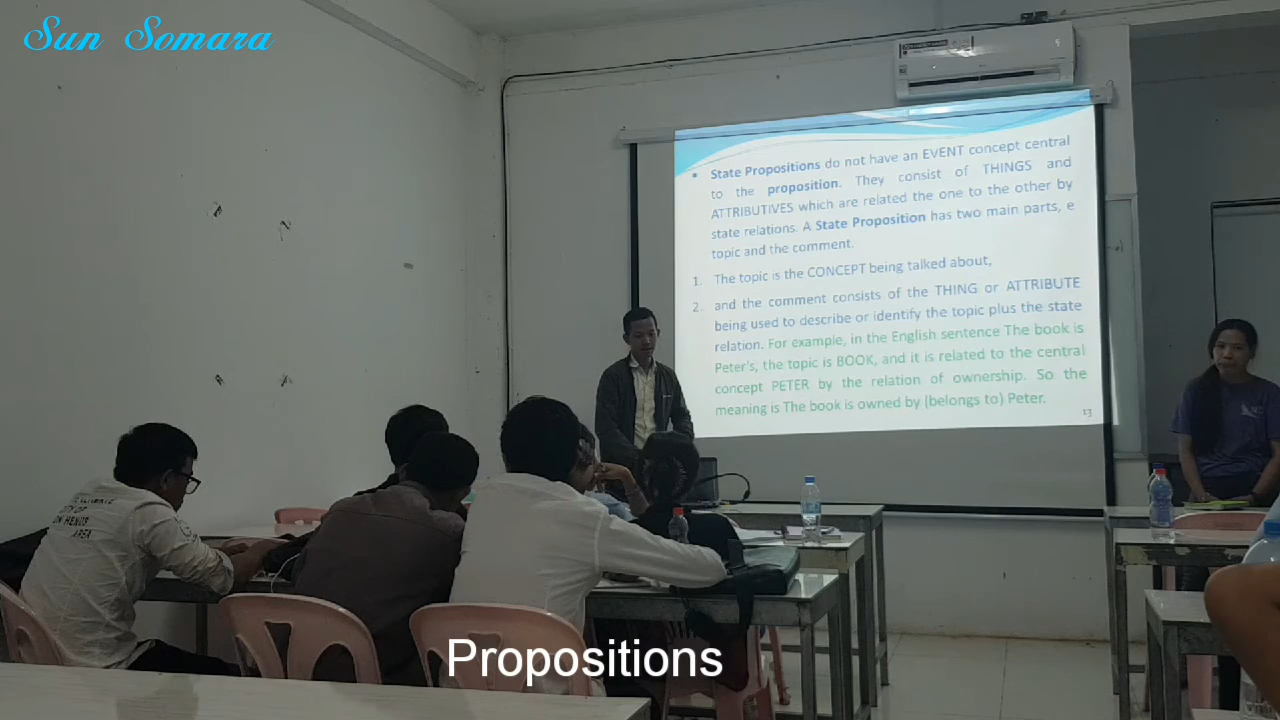 Sun Somara
• State Propositions do not have an EVENT concept central
to the proposition. They consist of THINGS and
ATTRIBUTIVES which are related the one to the other by
state relations. A State Proposition has two main parts, e
topic and the comment.
1. The topic is the CONCEPT being talked about,
2. and the comment consists of the THING or ATTRIBUTE
being used to describe or identify the topic plus the state
relation. For example, in the English sentence The book is
Peter's, the topic is BOOK, and it is related to the central
concept PETER by the relation of ownership. So the
meaning is The book is owned by (belongs to) Peter.
13
AREA
Propositions